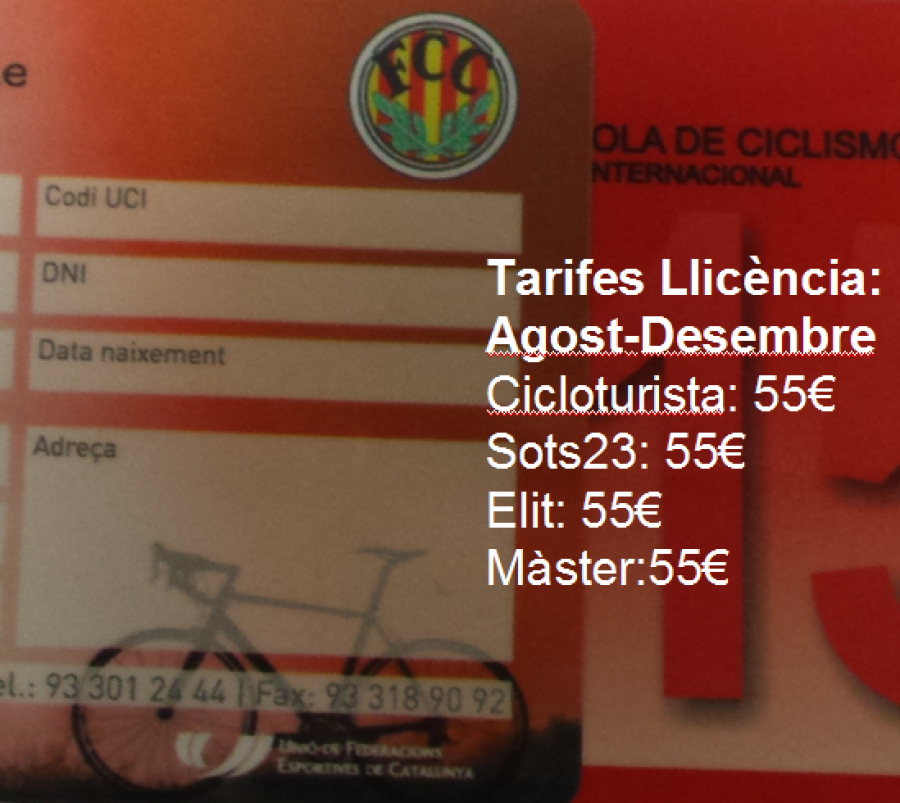 e
FCC
OLA DE CICLISMO
NTERNACIONAL
Codi UCI
DNI
Data naixement
Adreça
Tarifes Llicència:
Agost-Desembre
Cicloturista: 55€
Sots23: 55€
Elit: 55€
Màster:55€
15
el.: 93 301 24 44 | Fax: 93 318 90 92
Unió de Federacions
Esportives de Catalunya